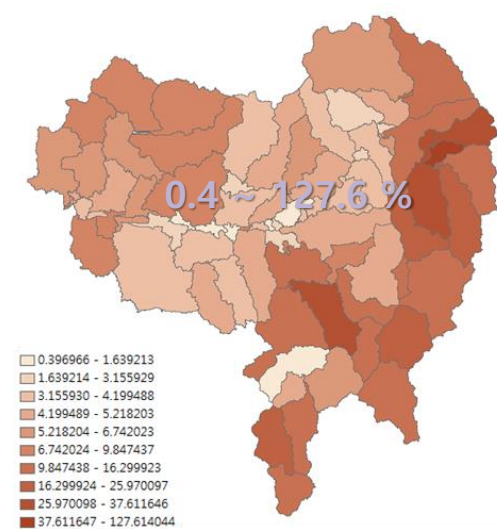 0.4 ~ 127.6 %
0.396966 - 1.639213
1.639214 - 3.155929
3.155930 - 4.199488
4.199489 - 5.218203
5.218204 - 6.742023
6.742024 - 9.847437
9.847438 - 16.299923
16.299924 - 25.970097
25.970098 - 37.611646
37.611647 - 127.614044